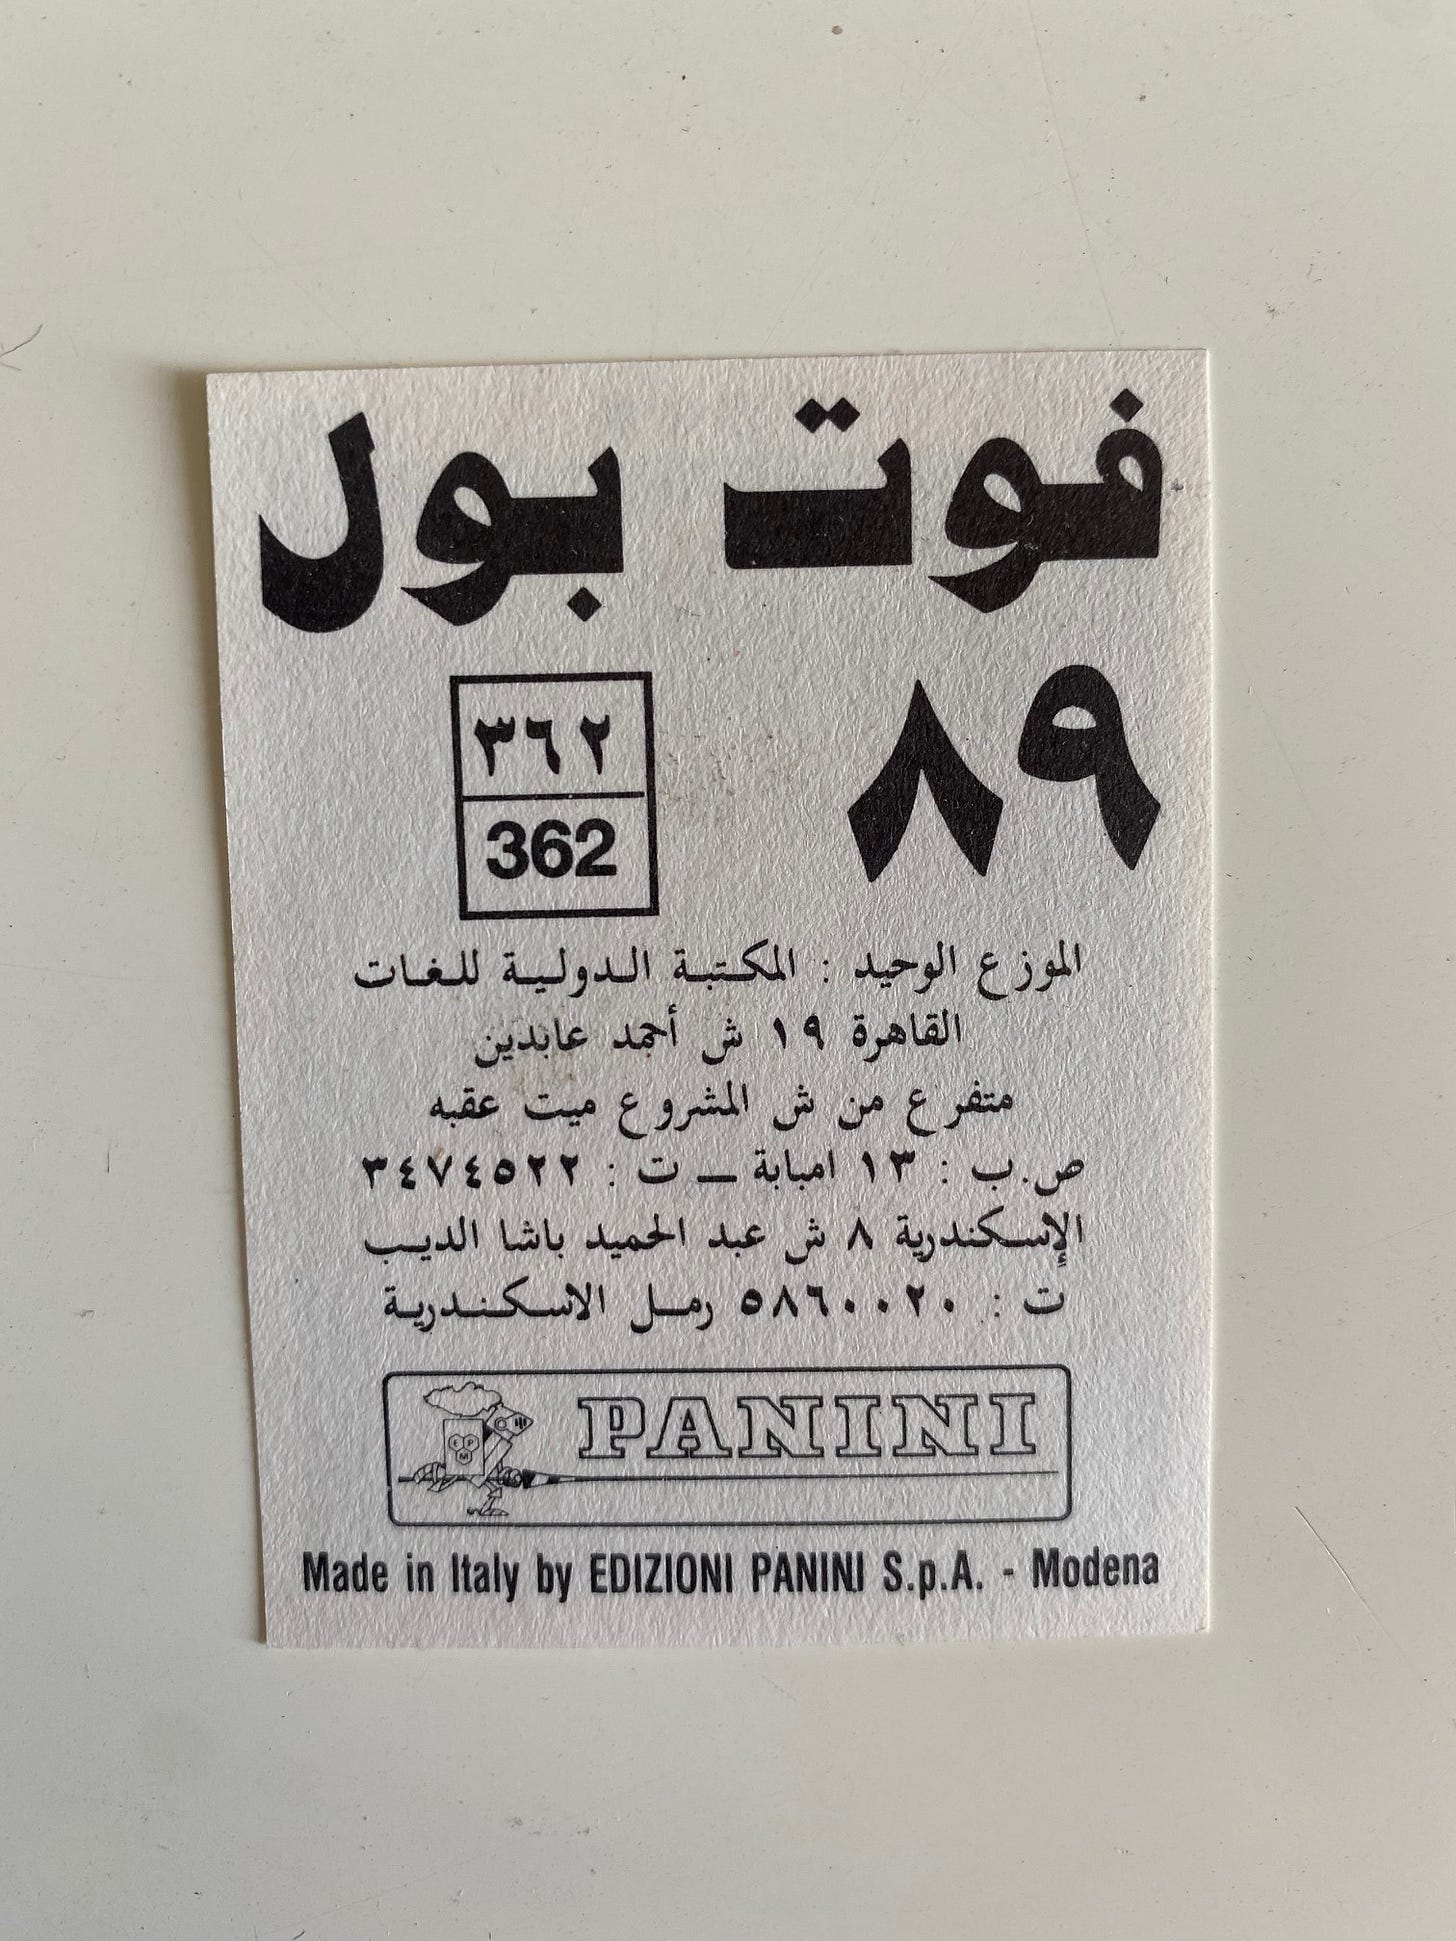 فوت بول
٨٩
٣٦٢
362
الموزع الوحيد : المكتبة الدولية للغات
القاهرة ١٩ ش أحمد عابدين
متفرع من ش المشروع ميت عقبه
ص.ب : ١٣ امبابة – ت : ٣٤٧٤٥٢٢
الإسكندرية ٨ ش عبد الحميد باشا الديب
ت : ٥٨٦٠٠٢٠ رمل الاسكندرية
PANINI
Made in Italy by EDIZIONI PANINI S.p.A. - Modena